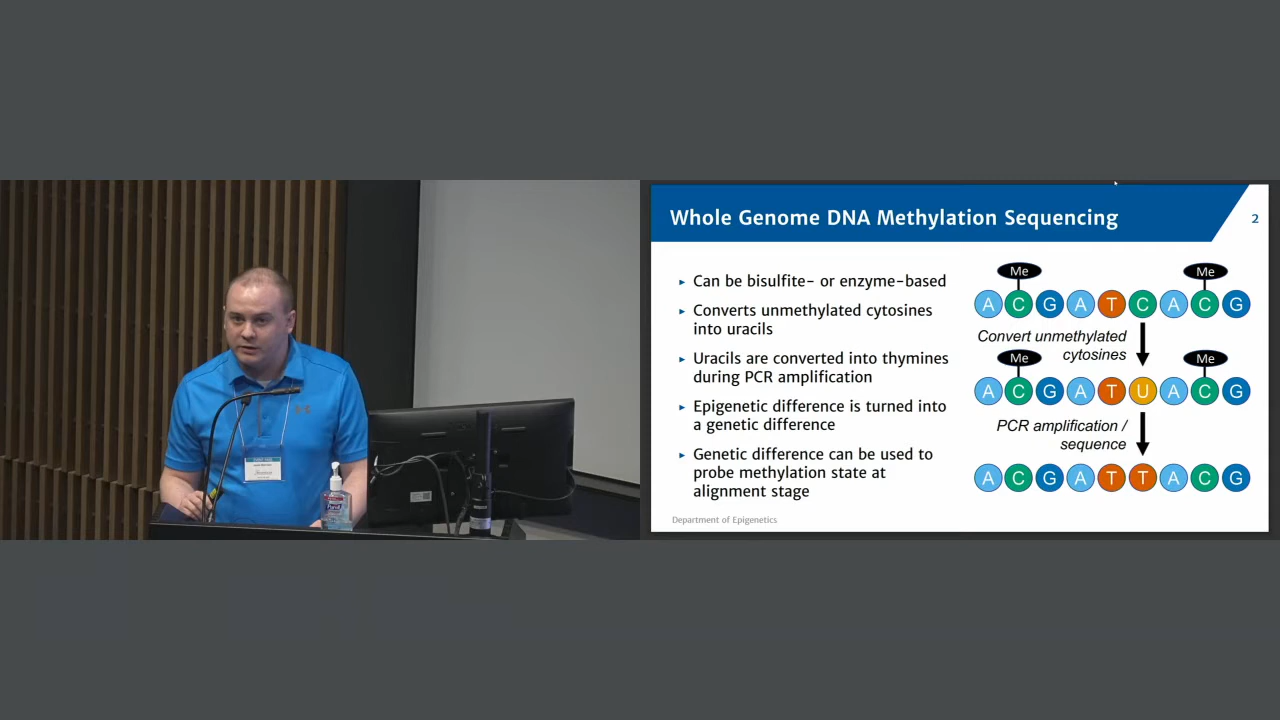 Whole Genome DNA Methylation Sequencing
2
▸ Can be bisulfite- or enzyme-based
▸ Converts unmethylated cytosines
into uracils
▸ Uracils are converted into thymines
during PCR amplification
▸ Epigenetic difference is turned into
a genetic difference
▸ Genetic difference can be used to
probe methylation state at
alignment stage
Me Me
A C G A T C A C G
Convert unmethylated
cytosines
Me Me
A C G A T U A C G
PCR amplification /
sequence
A C G A T T A C G
Department of Epigenetics
Purell